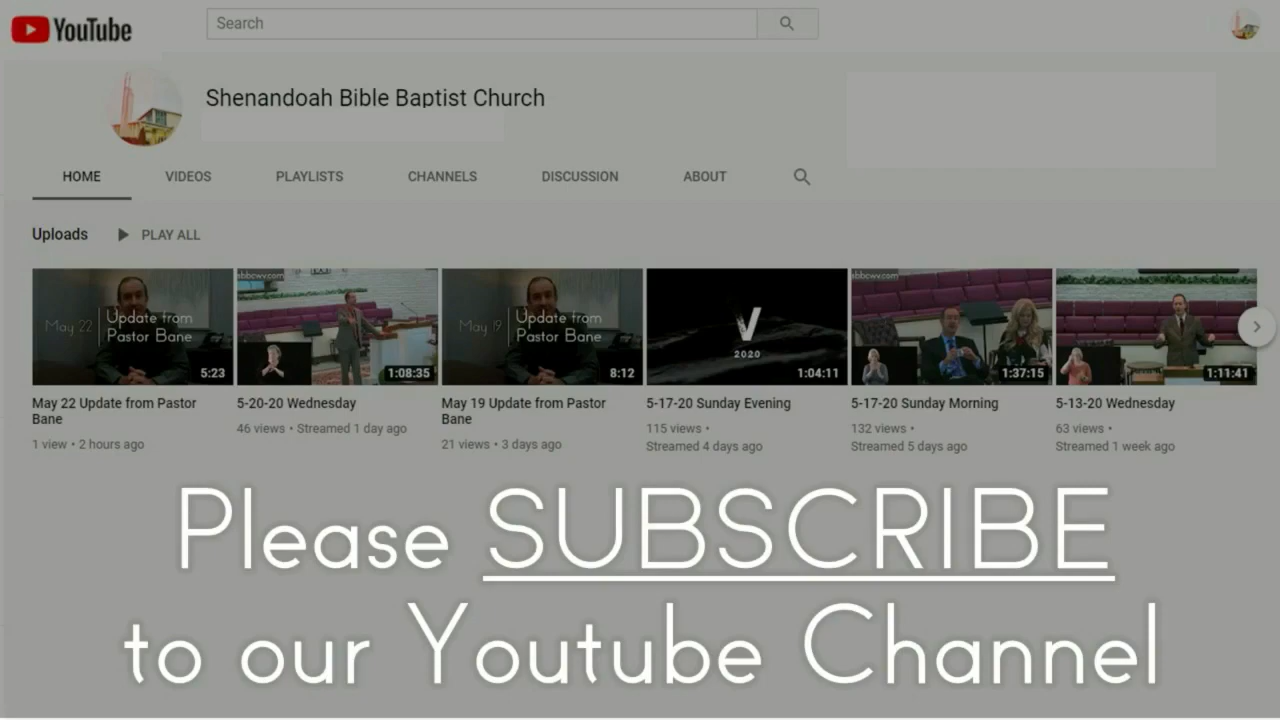 YouTube
Search
Shenandoah Bible Baptist Church
HOME VIDEOS PLAYLISTS CHANNELS DISCUSSION ABOUT
Uploads PLAY ALL
May 22 Update from
Pastor Bane
5:23
1:08:35
May 19 Update from
Pastor Bane
8:12
V
2020
1:04:11
1:37:15
1:11:41
May 22 Update from Pastor
Bane
1 view • 2 hours ago
5-20-20 Wednesday
46 views • Streamed 1 day ago
May 19 Update from Pastor
Bane
21 views • 3 days ago
5-17-20 Sunday Evening
115 views •
Streamed 4 days ago
5-17-20 Sunday Morning
132 views •
Streamed 5 days ago
5-13-20 Wednesday
63 views •
Streamed 1 week ago
Please SUBSCRIBE
to our Youtube Channel